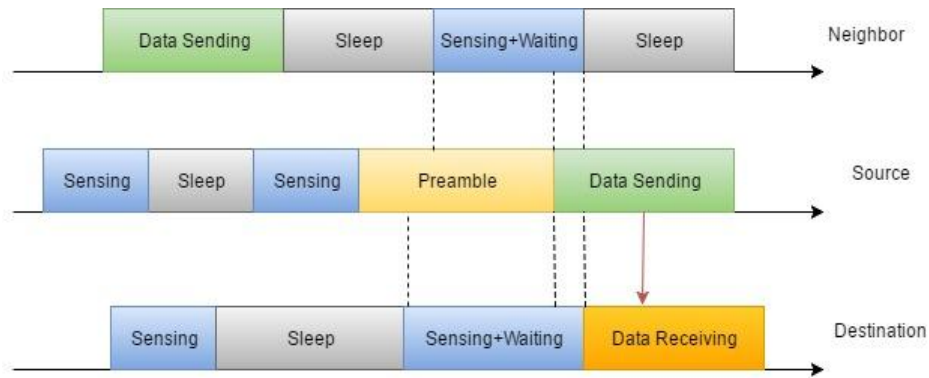 Data Sending Sleep Sensing+Waiting Sleep Neighbor
Sensing Sleep Sensing Preamble Data Sending Source
Sensing Sleep Sensing+Waiting Data Receiving Destination